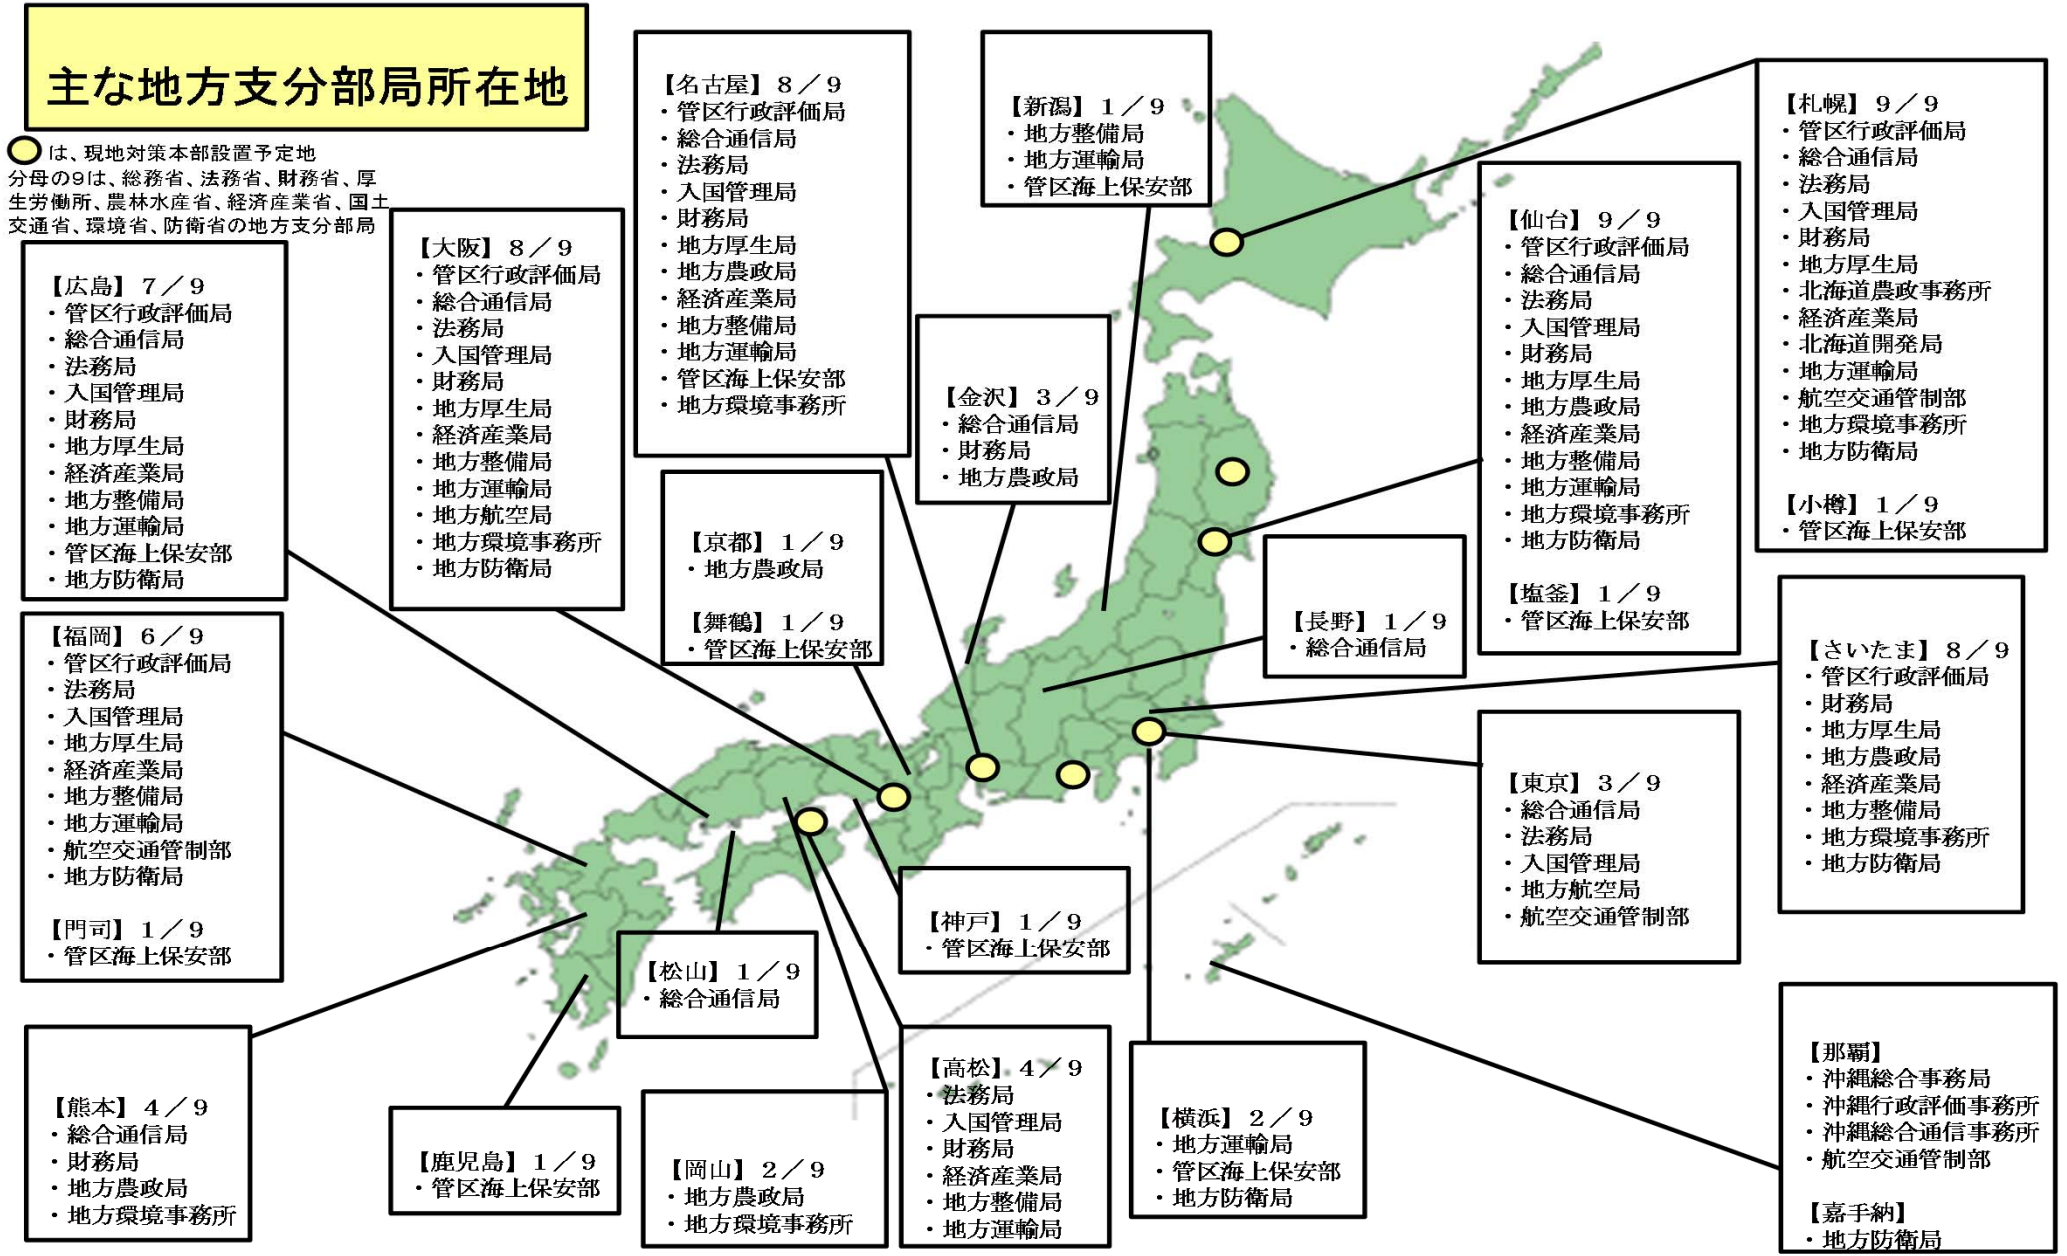 主な地方支分部局所在地
は、現地対策本部設置予定地
分母の9は、総務省、法務省、財務省、厚
生労働所、農林水産省、経済産業省、国土
交通省、環境省、防衛省の地方支分部局
【広島】７／９
・管区行政評価局
・総合通信局
・法務局
・入国管理局
・財務局
・地方厚生局
・経済産業局
・地方整備局
・地方運輸局
・管区海上保安部
・地方防衛局
【福岡】６／９
・管区行政評価局
・法務局
・入国管理局
・地方厚生局
・経済産業局
・地方整備局
・地方運輸局
・航空交通管制部
・地方防衛局
【門司】１／９
・管区海上保安部
【熊本】４／９
・総合通信局
・財務局
・地方農政局
・地方環境事務所
【大阪】８／９
・管区行政評価局
・総合通信局
・法務局
・入国管理局
・財務局
・地方厚生局
・経済産業局
・地方整備局
・地方運輸局
・地方航空局
・地方環境事務所
・地方防衛局
【鹿児島】１／９
・管区海上保安部
【名古屋】８／９
・管区行政評価局
・総合通信局
・法務局
・入国管理局
・財務局
・地方厚生局
・地方農政局
・経済産業局
・地方整備局
・地方運輸局
・管区海上保安部
・地方環境事務所
【京都】１／９
・地方農政局
【舞鶴】１／９
・管区海上保安部
【松山】１／９
・総合通信局
【岡山】２／９
・地方農政局
・地方環境事務所
【新潟】１／９
・地方整備局
・地方運輸局
・管区海上保安部
【金沢】３／９
・総合通信局
・財務局
・地方農政局
【神戸】１／９
・管区海上保安部
【高松】４／９
・法務局
・入国管理局
・財務局
・経済産業局
・地方整備局
・地方運輸局
【長野】１／９
・総合通信局
【横浜】２／９
・地方運輸局
・管区海上保安部
・地方防衛局
【仙台】９／９
・管区行政評価局
・総合通信局
・法務局
・入国管理局
・財務局
・地方厚生局
・地方農政局
・経済産業局
・地方整備局
・地方運輸局
・地方環境事務所
・地方防衛局
【塩釜】１／９
・管区海上保安部
【東京】３／９
・総合通信局
・法務局
・入国管理局
・地方航空局
・航空交通管制部
【札幌】９／９
・管区行政評価局
・総合通信局
・法務局
・入国管理局
・財務局
・地方厚生局
・北海道農政事務所
・経済産業局
・北海道開発局
・地方運輸局
・航空交通管制部
・地方環境事務所
・地方防衛局
【小樽】１／９
・管区海上保安部
【さいたま】８／９
・管区行政評価局
・財務局
・地方厚生局
・地方農政局
・経済産業局
・地方整備局
・地方環境事務所
・地方防衛局
【那覇】
・沖縄総合事務局
・沖縄行政評価事務所
・沖縄総合通信事務所
・航空交通管制部
【嘉手納】
・地方防衛局